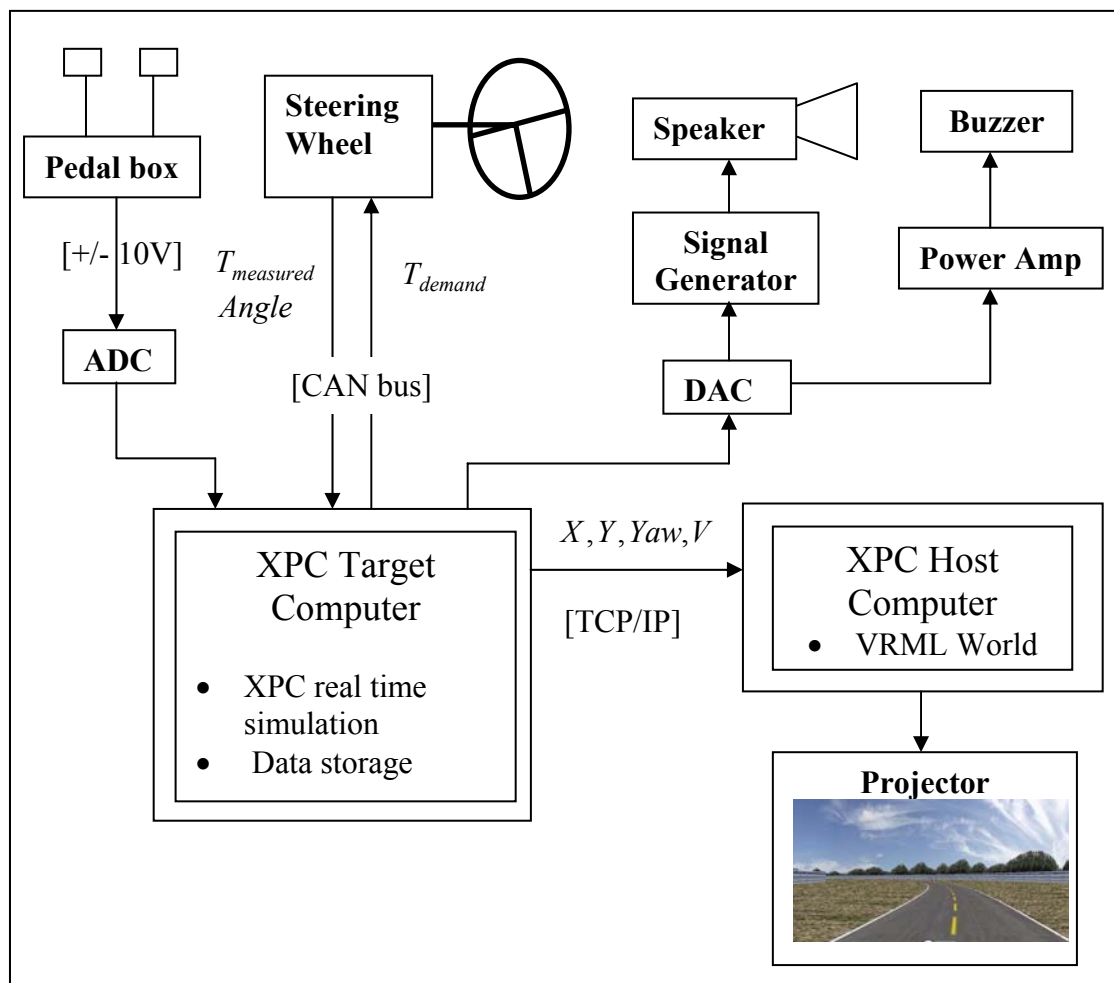 Steering
Wheel
Speaker
Buzzer
Pedal box
[+/- 10V]
T_measured
Angle
T_demand
Signal
Generator
Power Amp
ADC
[CAN bus]
DAC
XPC Target
Computer
• XPC real time
simulation
• Data storage
X, Y, Yaw, V
[TCP/IP]
XPC Host
Computer
• VRML World
Projector